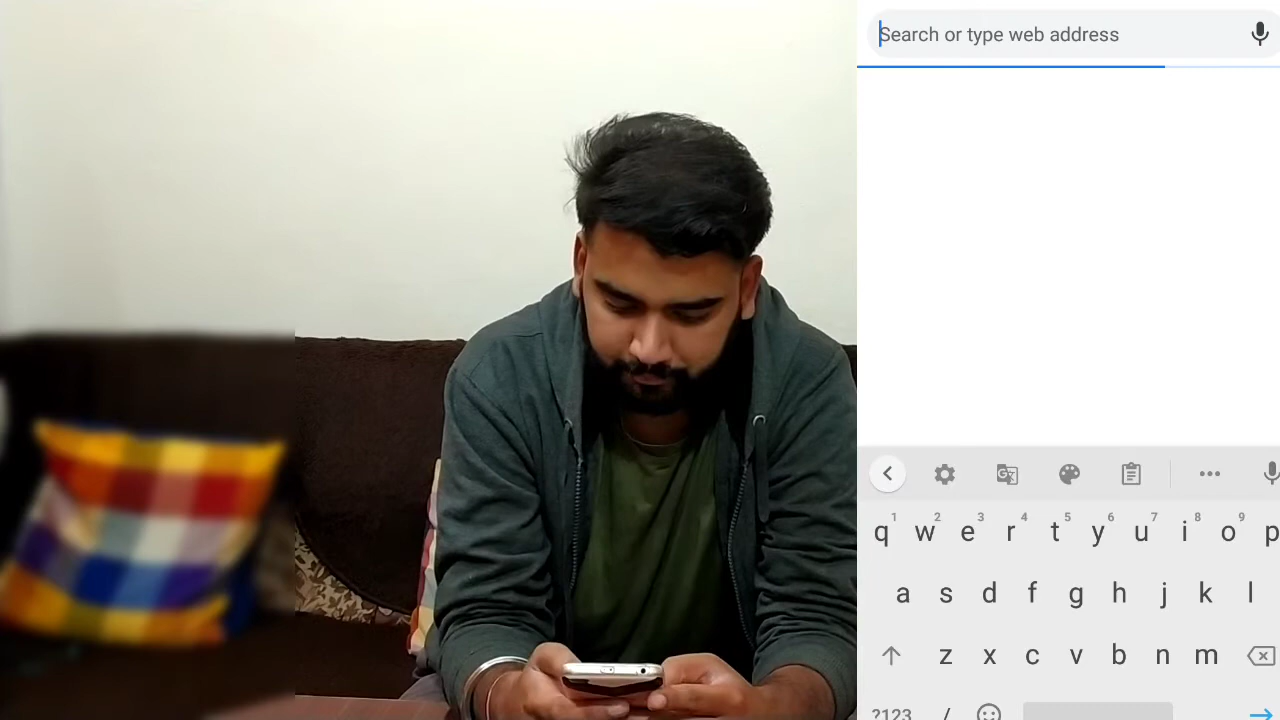 Search or type web address
1 2 3 4 5 6 7 8 9
q w e r t y u i o p
a s d f g h j k l
z x c v b n m
?123 /